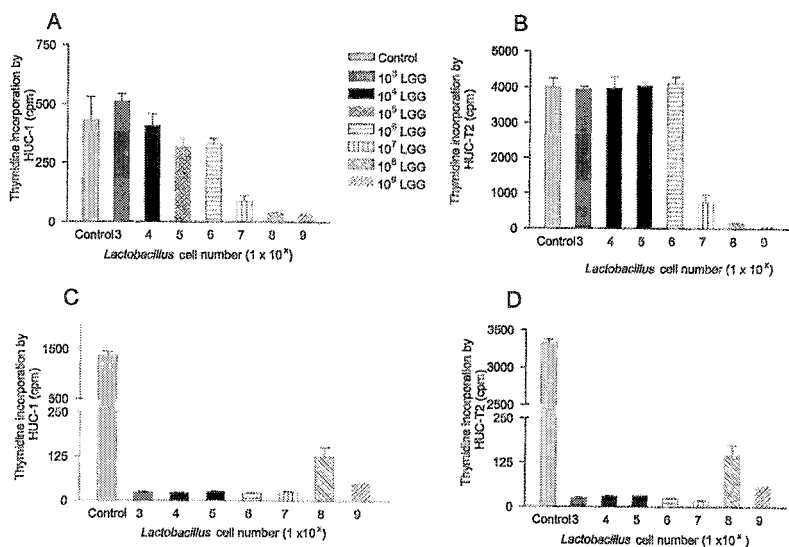 A
Thymidine incorporation by
HUC-1 (cpm)
750
500
250
0
Control 3 4 5 6 7 8 9
Lactobacillus cell number (1 x 10ˣ)
Control
10³ LGG
10⁴ LGG
10⁵ LGG
10⁶ LGG
10⁷ LGG
10⁸ LGG
10⁹ LGG
B
Thymidine incorporation by
HUC-T2 (cpm)
5000
4000
3000
2000
1000
0
Control3 4 5 6 7 8 9
Lactobacillus cell number (1 x 10ˣ)
C
Thymidine incorporation by
HUC-1 (cpm)
1500
500
250
125
0
Control 3 4 5 6 7 8 9
Lactobacillus cell number (1 x 10ˣ)
D
Thymidine incorporation by
HUC-T2 (cpm)
3500
3000
2500
250
125
0
Control3 4 5 6 7 8 9
Lactobacillus cell number (1 x 10ˣ)